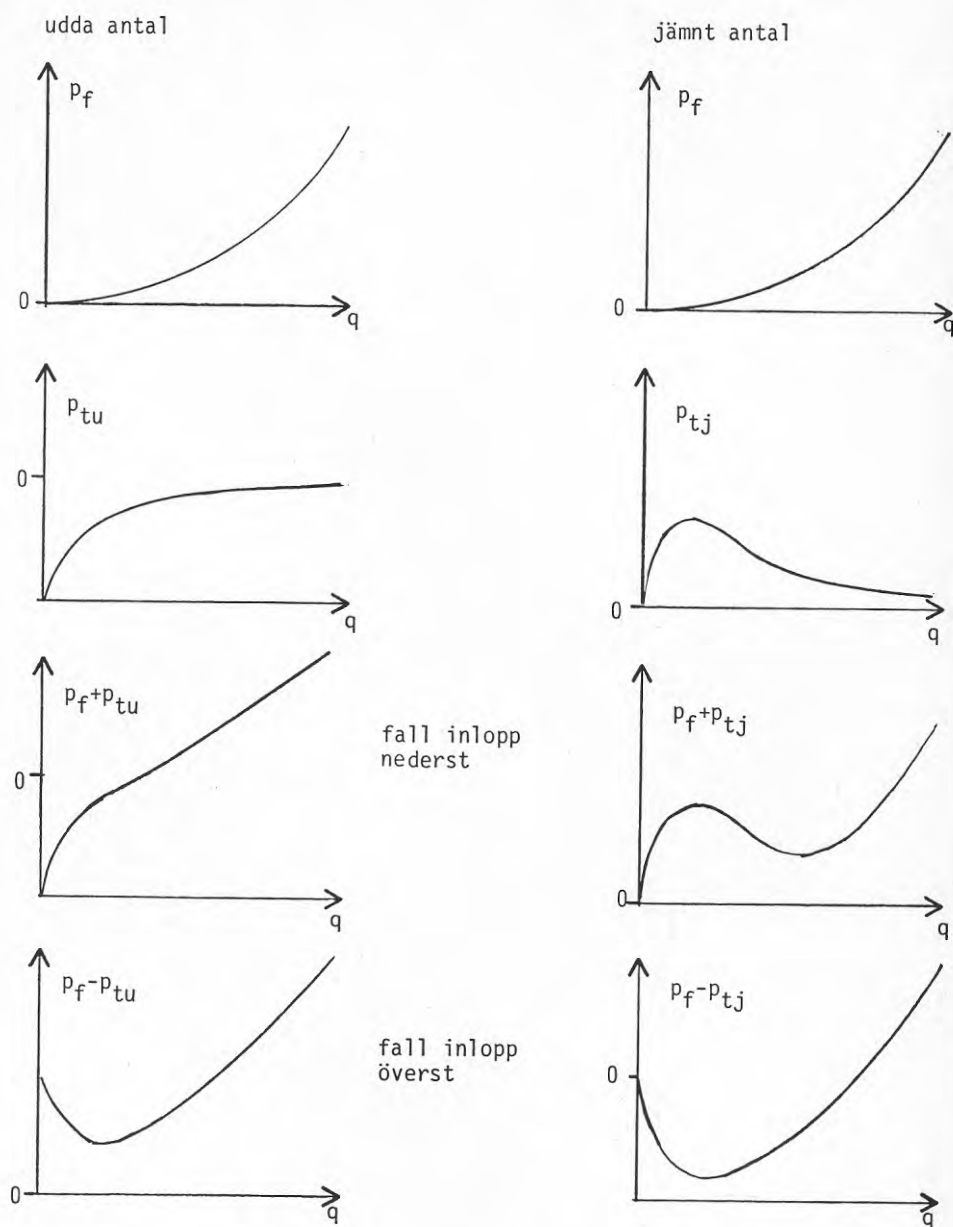 udda antal
jämnt antal
p_f
0
q
p_f
0
q
p_tu
0
q
p_tj
0
q
p_f+p_tu
0
q
fall inlopp
nederst
p_f+p_tj
0
q
p_f-p_tu
0
q
fall inlopp
överst
p_f-p_tj
0
q